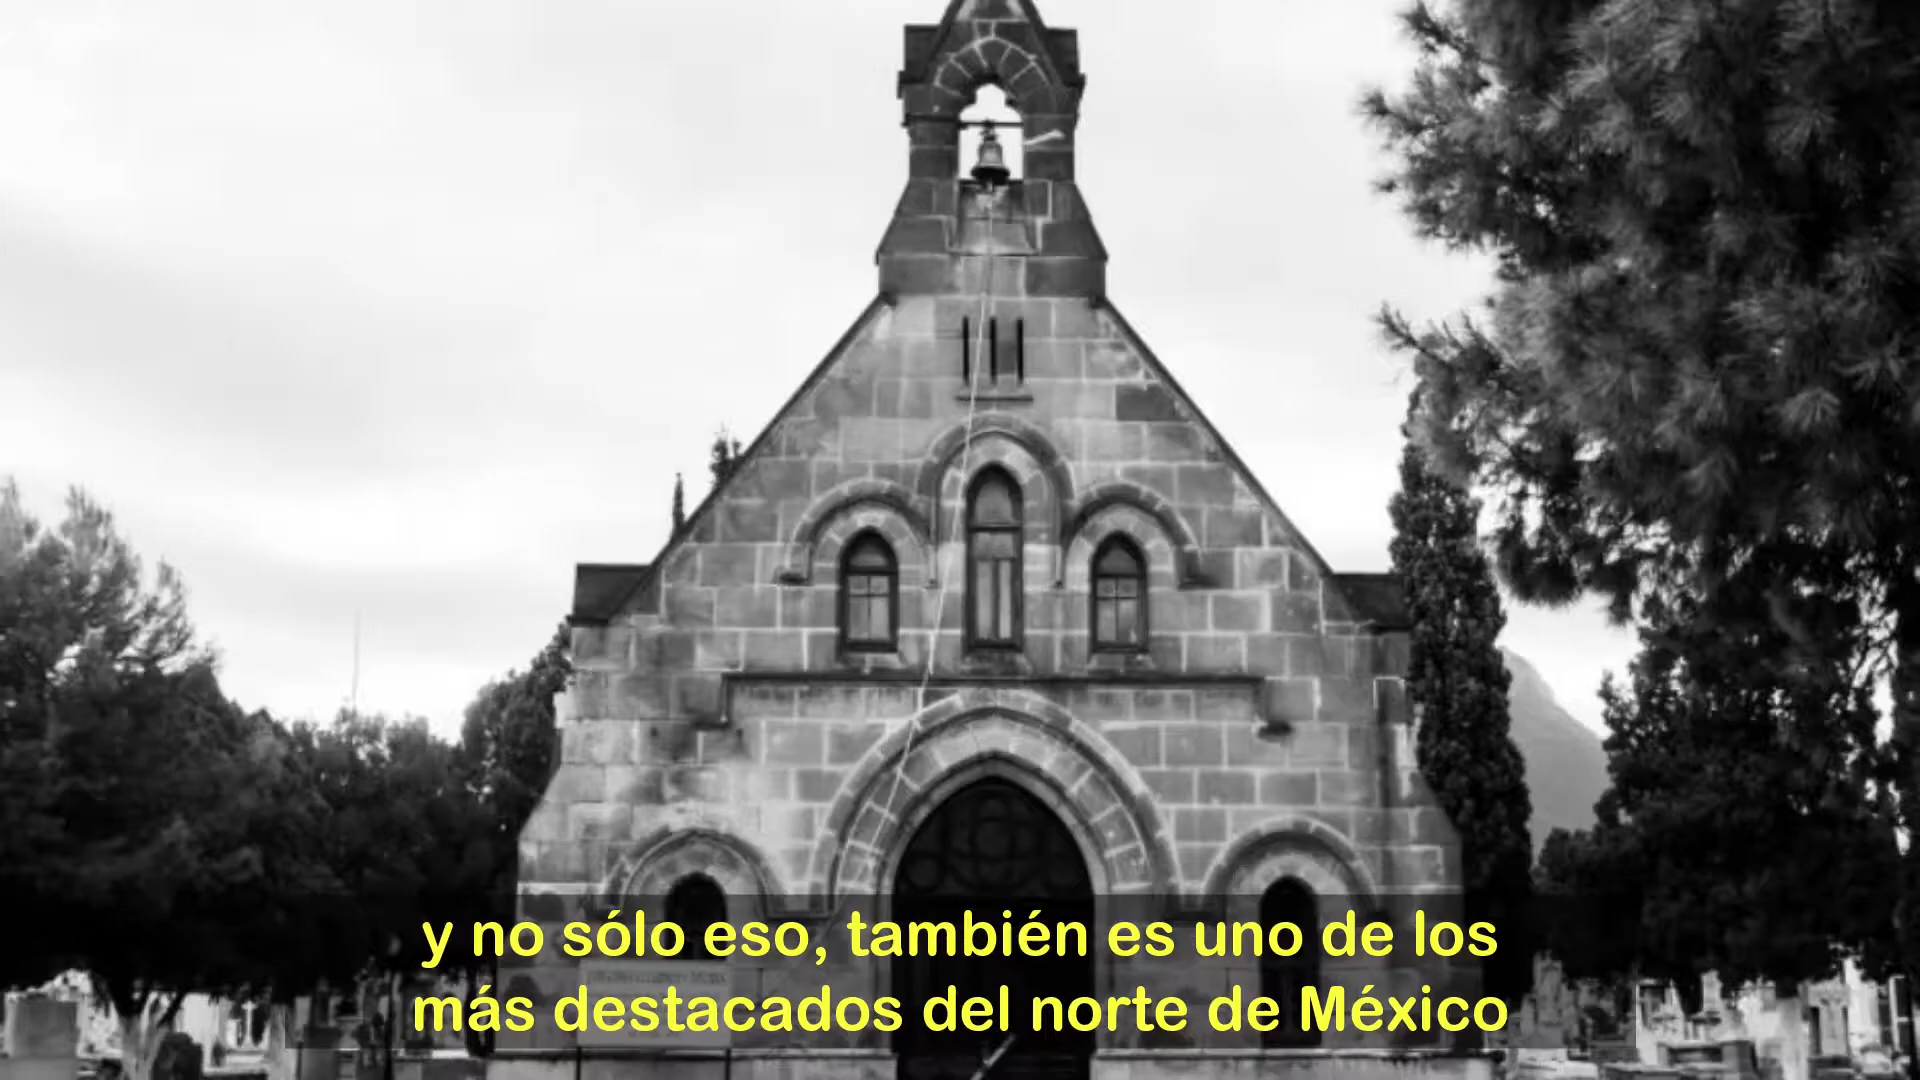 y no sólo eso, también es uno de los
más destacados del norte de México